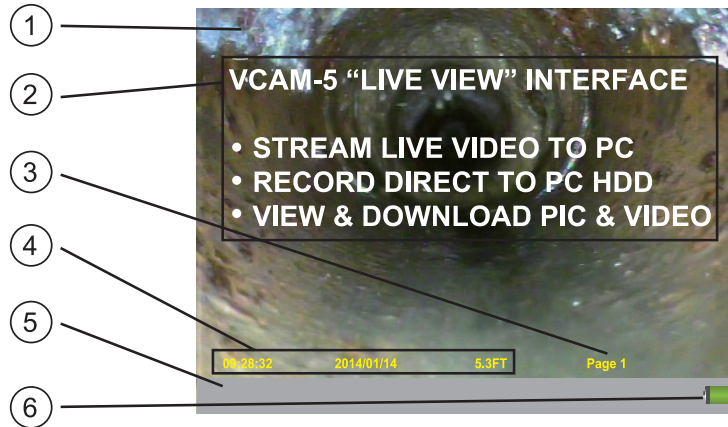 1
2
VCAM-5 “LIVE VIEW” INTERFACE
• STREAM LIVE VIDEO TO PC
3
• RECORD DIRECT TO PC HDD
• VIEW & DOWNLOAD PIC & VIDEO
4
5
09:28:32 2014/01/14 5.3FT Page 1
6